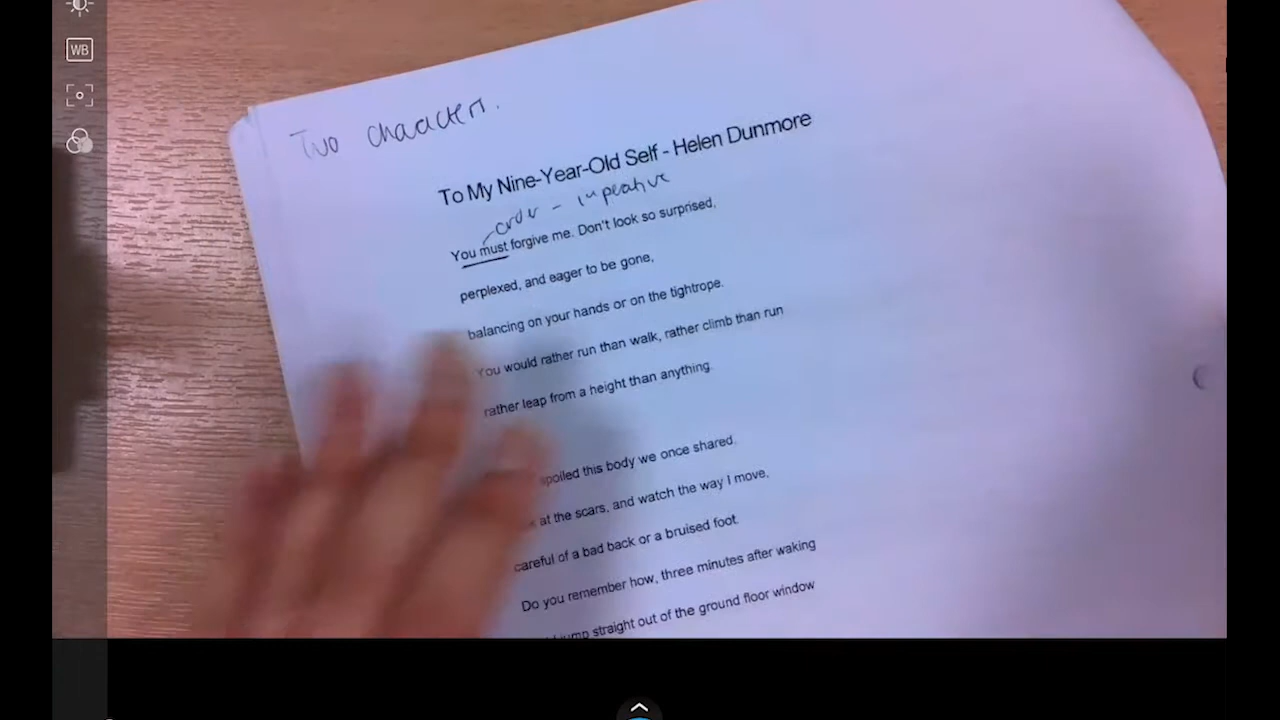 WB
Two characters.
To My Nine-Year-Old Self - Helen Dunmore
order - imperative
You must forgive me. Don't look so surprised,
perplexed, and eager to be gone,
balancing on your hands or on the tightrope.
You would rather run than walk, rather climb than run
rather leap from a height than anything.
spoiled this body we once shared.
at the scars, and watch the way I move,
careful of a bad back or a bruised foot.
Do you remember how, three minutes after waking
jump straight out of the ground floor window